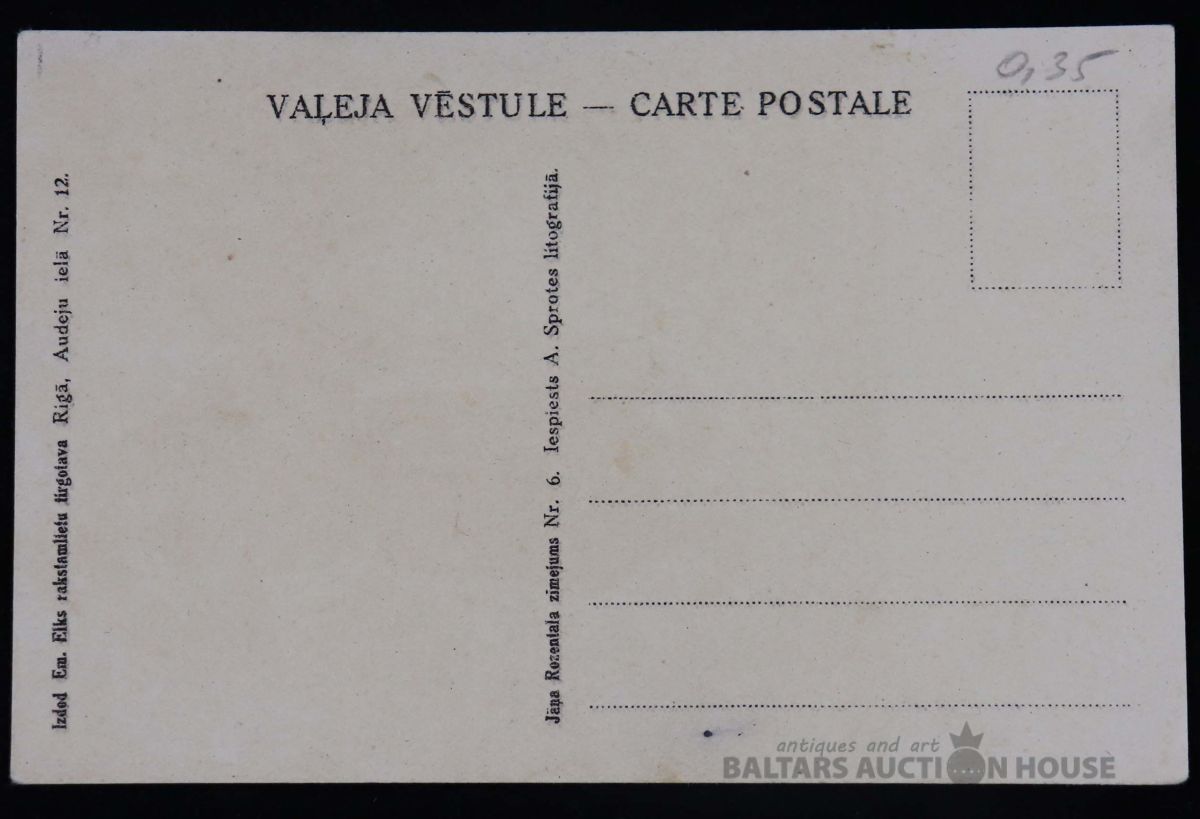 0,35
VAĻEJA VĒSTULE — CARTE POSTALE
Izdod Em. Elks rakstamlietu tirgotava Rigā, Audeju ielā Nr. 12.
Jāņa Rozentala zimejums Nr. 6. Iespiests A. Sprotes litografijā.
antiques and art
BALTARS AUCTION HOUSE